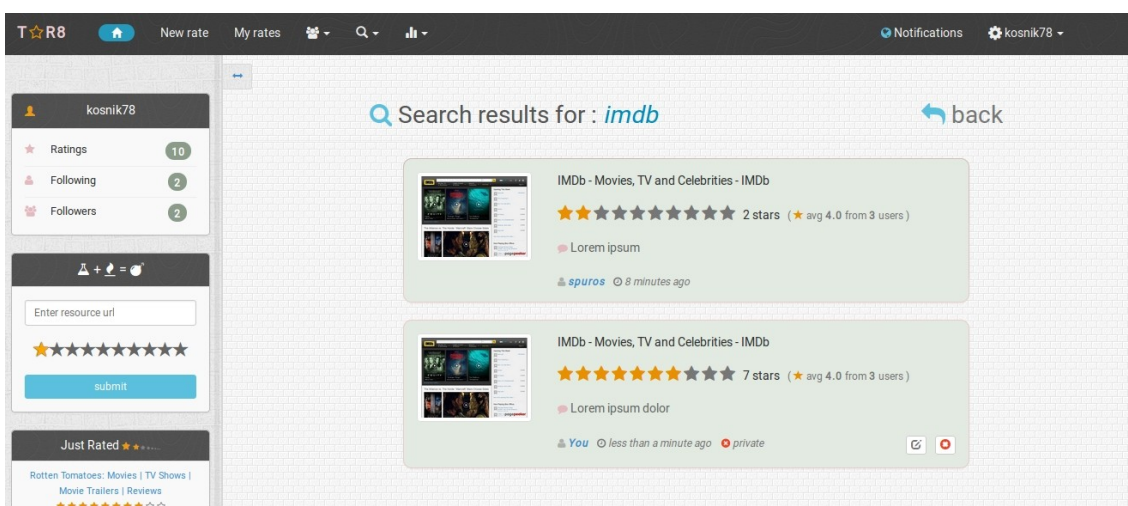 T☆R8 New rate My rates Notifications kosnik78
kosnik78
Ratings 10
Following 2
Followers 2
+ =
Enter resource url
submit
Just Rated
Rotten Tomatoes: Movies | TV Shows |
Movie Trailers | Reviews
Search results for : imdb
back
IMDb - Movies, TV and Celebrities - IMDb
2 stars ( ★ avg 4.0 from 3 users )
Lorem ipsum
spuros 8 minutes ago
IMDb - Movies, TV and Celebrities - IMDb
7 stars ( ★ avg 4.0 from 3 users )
Lorem ipsum dolor
You less than a minute ago private